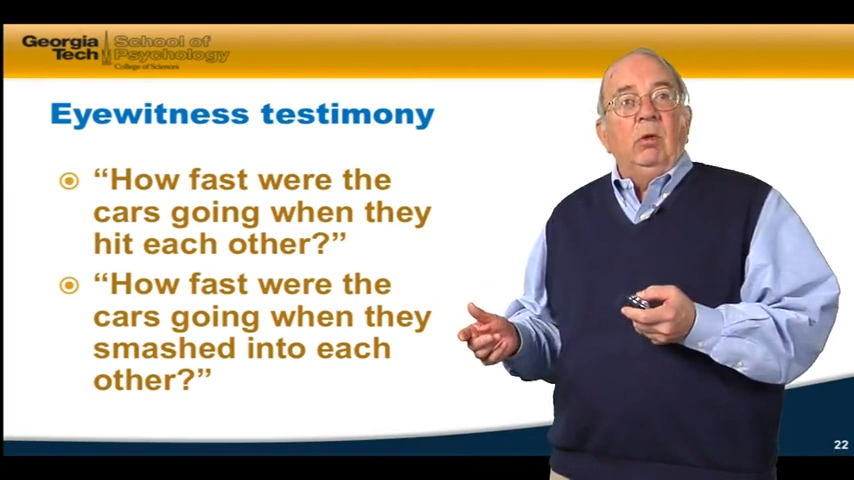 Georgia Tech
School of Psychology
College of Sciences
Eyewitness testimony
“How fast were the
cars going when they
hit each other?”
“How fast were the
cars going when they
smashed into each
other?”
22